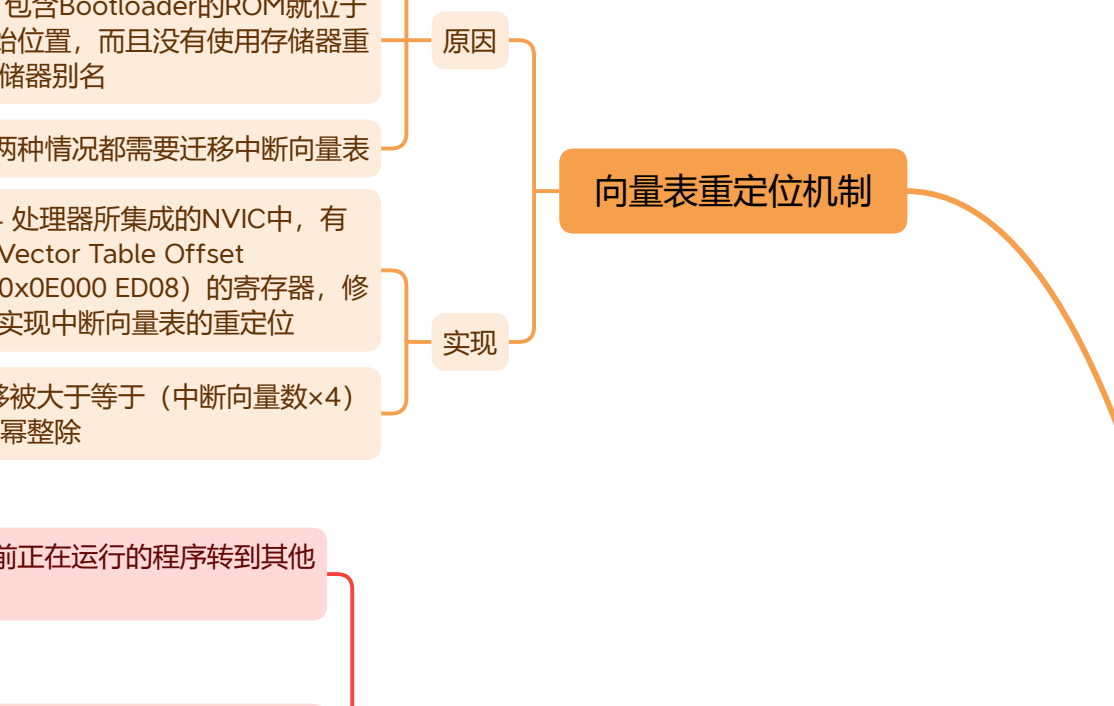 包含Bootloader的ROM就位于
始位置，而且没有使用存储器重
储器别名
原因
两种情况都需要迁移中断向量表
向量表重定位机制
处理器所集成的NVIC中，有
Vector Table Offset
0x0E000 ED08）的寄存器，修
实现中断向量表的重定位
实现
被大于等于（中断向量数×4）
幂整除
前正在运行的程序转到其他